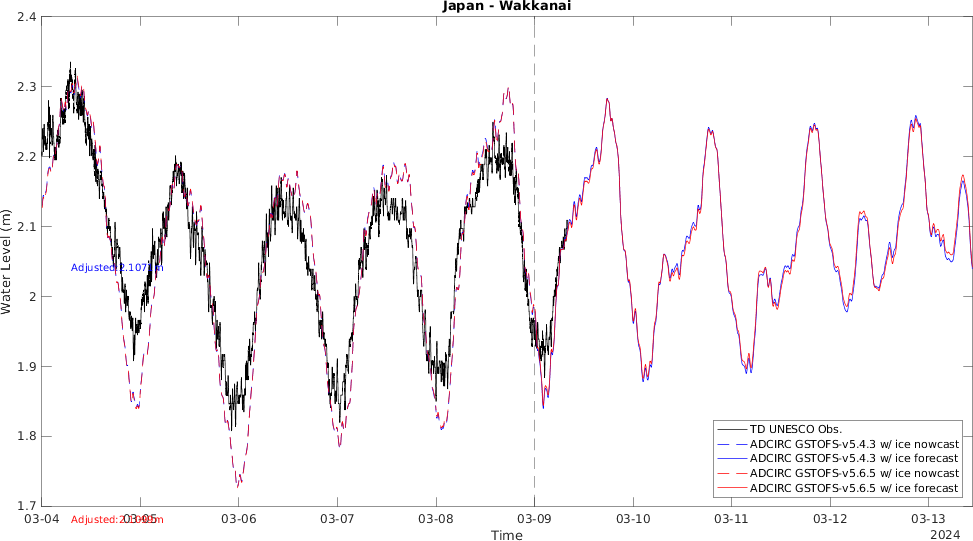 Japan - Wakkanai
2.4
2.3
2.2
2.1
2
1.9
1.8
1.7
Water Level (m)
TD UNESCO Obs.
ADCIRC GSTOFS-v5.4.3 w/ ice nowcast
ADCIRC GSTOFS-v5.4.3 w/ ice forecast
ADCIRC GSTOFS-v5.6.5 w/ ice nowcast
ADCIRC GSTOFS-v5.6.5 w/ ice forecast
03-04 03-05 03-06 03-07 03-08 03-09 03-10 03-11 03-12 03-13
Time
2024